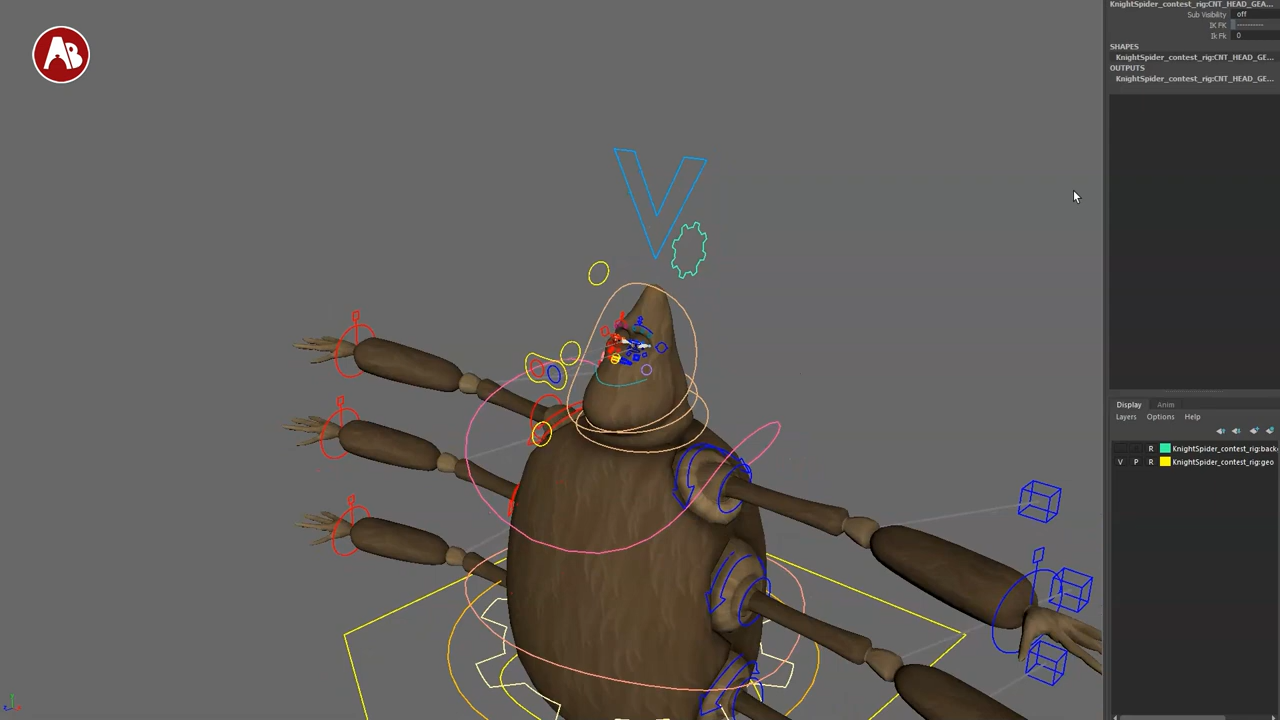 KnightSpider_contest_rig:CNT_HEAD_GEA...
Sub Visibility off
IK FK ----------
Ik Fk 0
SHAPES
KnightSpider_contest_rig:CNT_HEAD_GE...
OUTPUTS
KnightSpider_contest_rig:CNT_HEAD_GE...
AB
V
Display Anim
Layers Options Help
R KnightSpider_contest_rig:back
V P R KnightSpider_contest_rig:geo